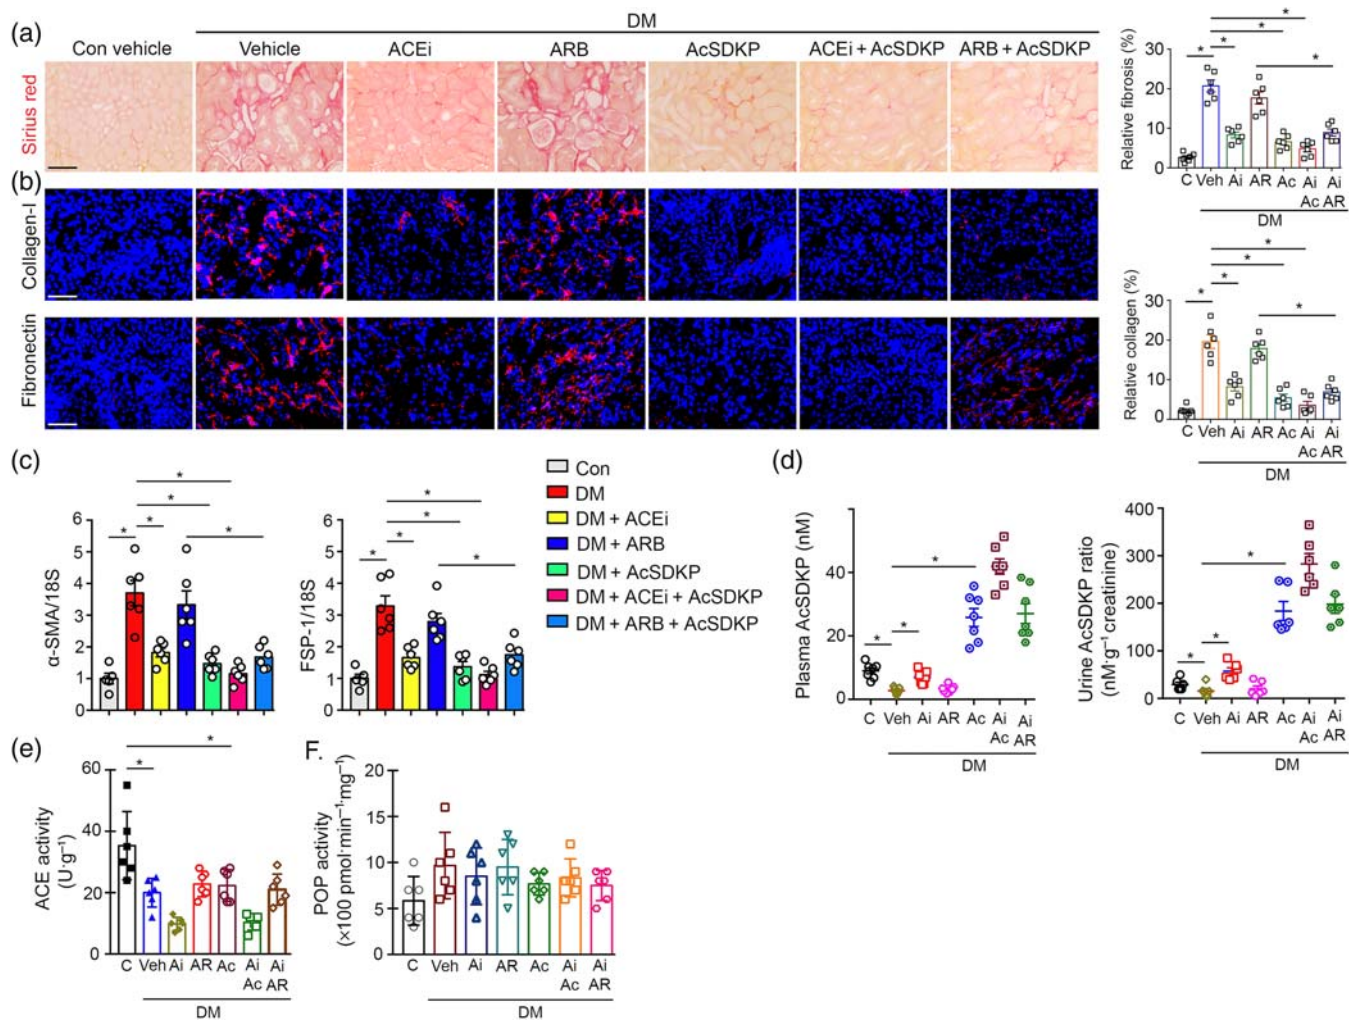 DM
(a)
Con vehicle
Vehicle
ACEi
ARB
AcSDKP
ACEi + AcSDKP
ARB + AcSDKP
Sirius red
Relative fibrosis (%)
30
20
10
0
* * * * *
C Veh Ai AR Ac Ai Ai
Ac AR
DM
(b)
Collagen-I
Fibronectin
Relative collagen (%)
30
20
10
0
* * * * *
C Veh Ai AR Ac Ai Ai
Ac AR
DM
(c)
α-SMA/18S
6
5
4
3
2
1
0
* * * * *
FSP-1/18S
6
5
4
3
2
1
0
* * * * *
Con
DM
DM + ACEi
DM + ARB
DM + AcSDKP
DM + ACEi + AcSDKP
DM + ARB + AcSDKP
(d)
Plasma AcSDKP (nM)
60
40
20
0
* * *
C Veh Ai AR Ac Ai Ai
Ac AR
DM
Urine AcSDKP ratio
(nM·g⁻¹ creatinine)
400
300
200
100
0
* * *
C Veh Ai AR Ac Ai Ai
Ac AR
DM
(e)
ACE activity
(U·g⁻¹)
60
40
20
0
* *
C Veh Ai AR Ac Ai Ai
Ac AR
DM
F.
POP activity
(×100 pmol·min⁻¹·mg⁻¹)
20
15
10
5
0
C Veh Ai AR Ac Ai Ai
Ac AR
DM